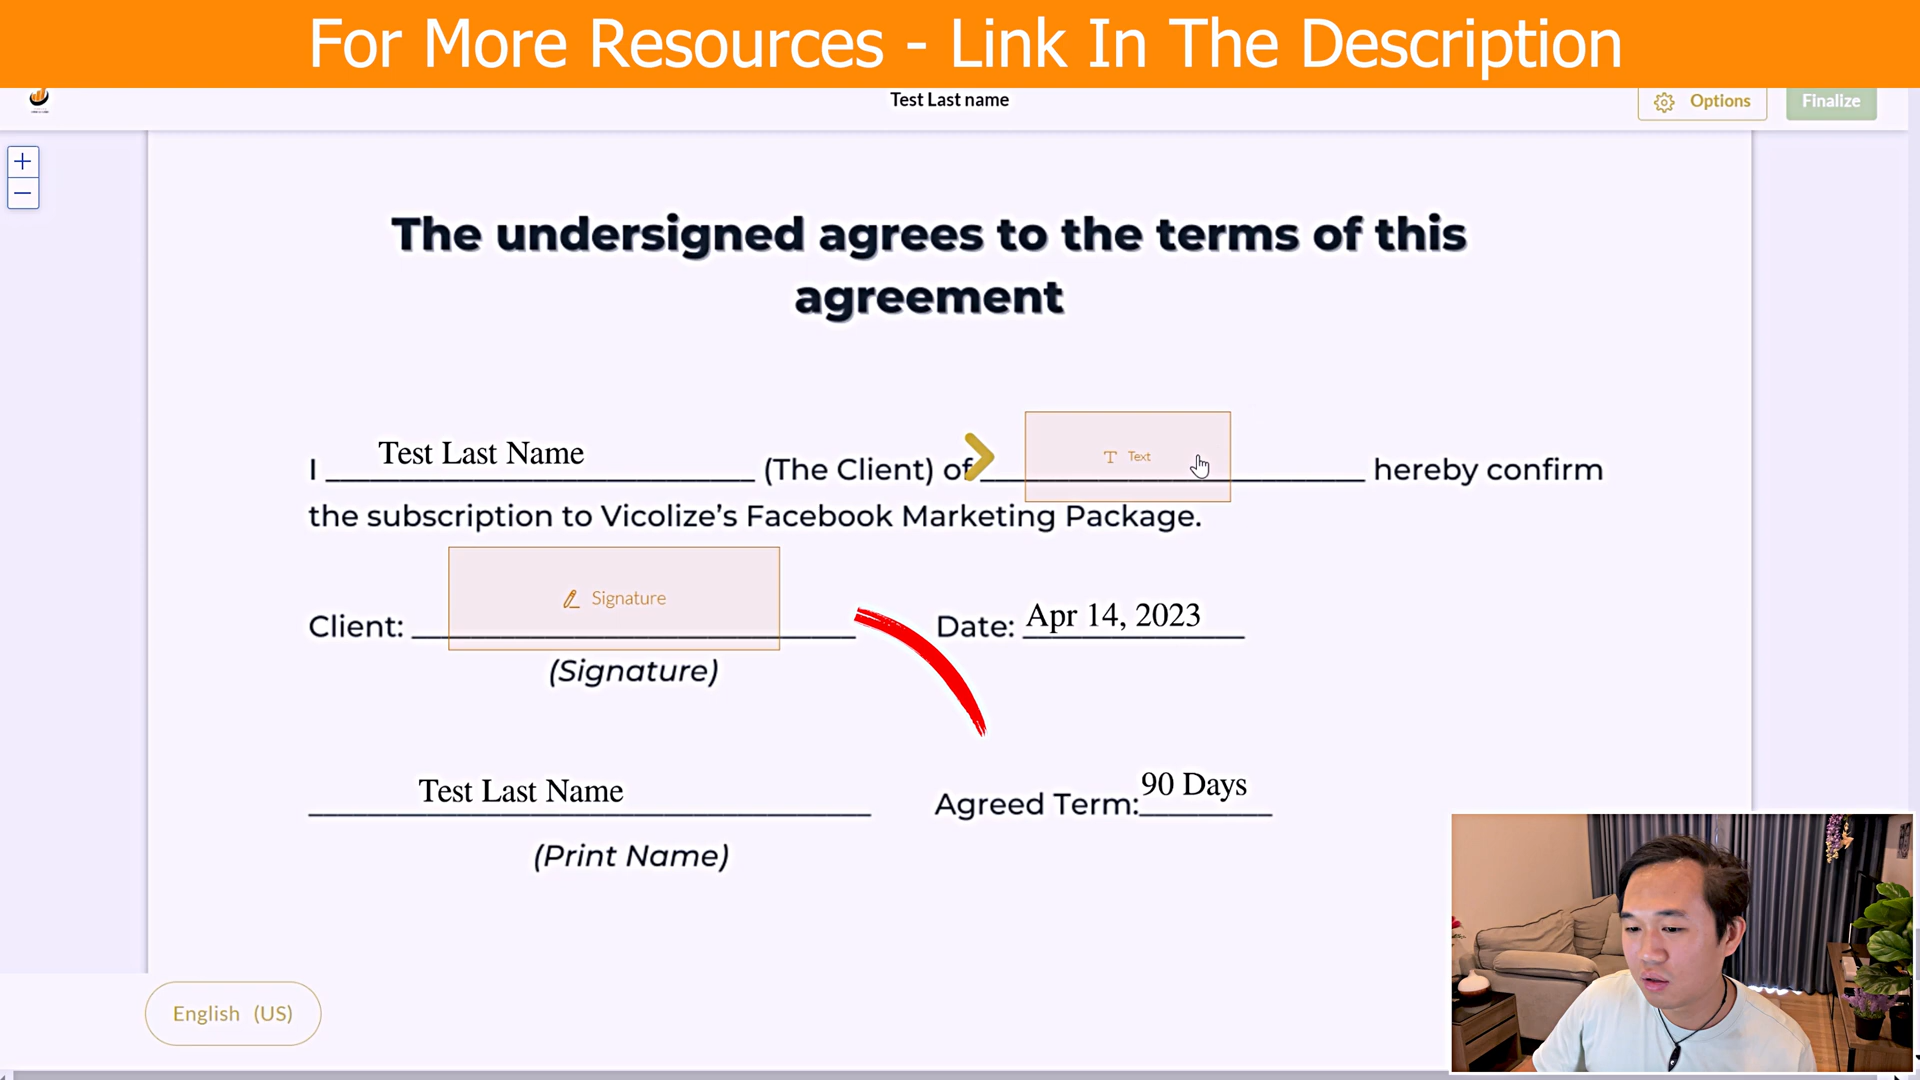 For More Resources - Link In The Description
Test Last name
Options
Finalize
The undersigned agrees to the terms of this
agreement
I Test Last Name (The Client) of Text hereby confirm
the subscription to Vicolize's Facebook Marketing Package.
Client: Signature Date: Apr 14, 2023
(Signature)
Test Last Name Agreed Term: 90 Days
(Print Name)
English (US)